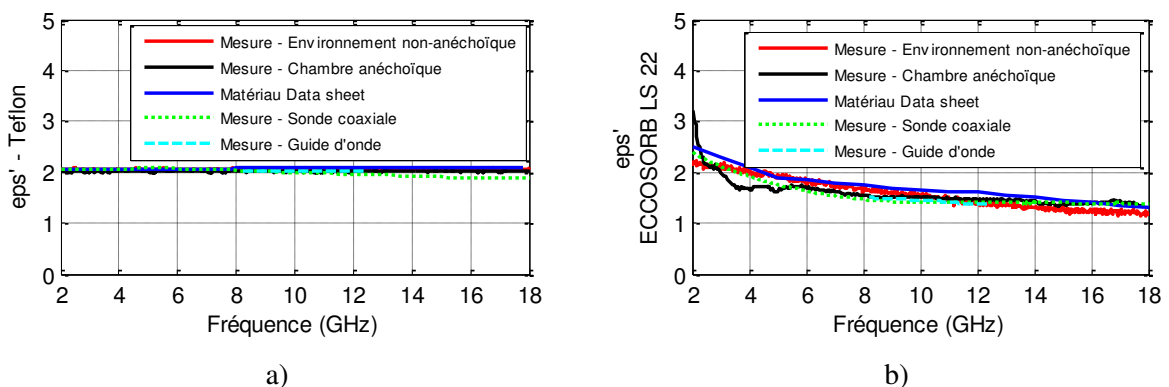 5
4
3
2
1
0
eps' - Teflon
Mesure - Environnement non-anéchoïque
Mesure - Chambre anéchoïque
Matériau Data sheet
Mesure - Sonde coaxiale
Mesure - Guide d'onde
2 4 6 8 10 12 14 16 18
Fréquence (GHz)
a)
5
4
3
2
1
0
eps'
ECCOSORB LS 22
Mesure - Environnement non-anéchoïque
Mesure - Chambre anéchoïque
Matériau Data sheet
Mesure - Sonde coaxiale
Mesure - Guide d'onde
2 4 6 8 10 12 14 16 18
Fréquence (GHz)
b)